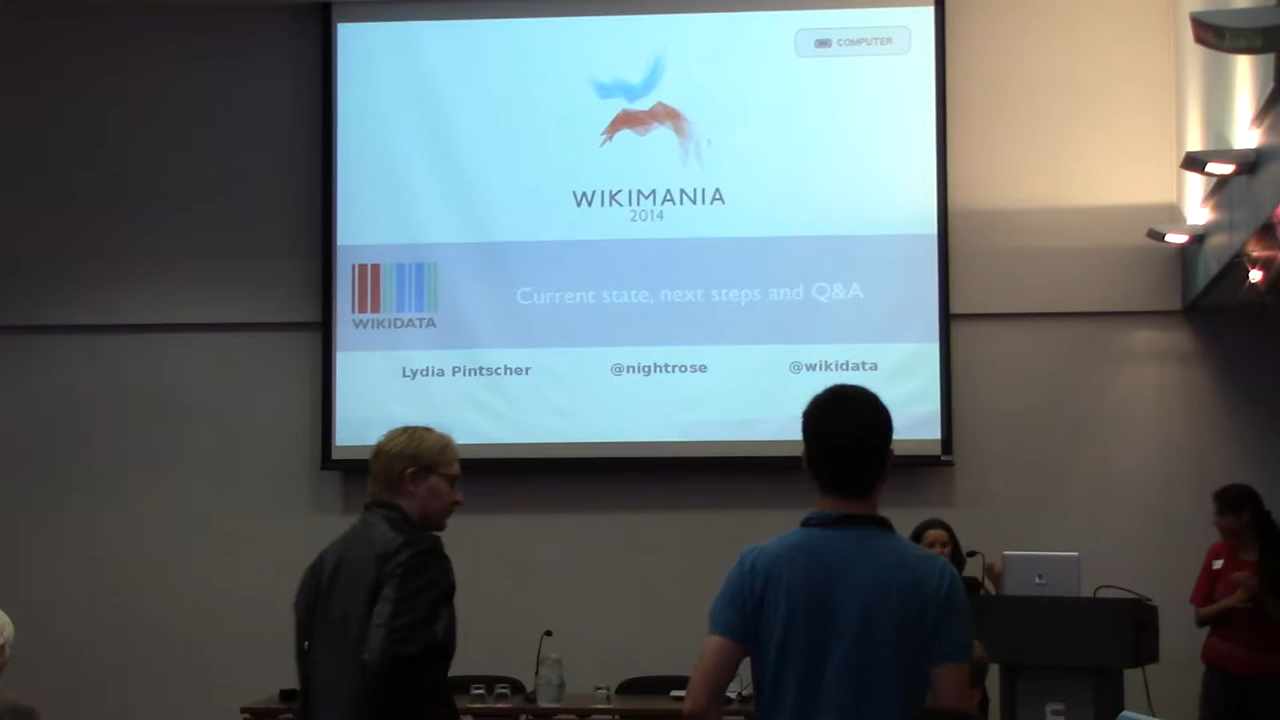 COMPUTER
WIKIMANIA
2014
WIKIDATA
Current state, next steps and Q&A
Lydia Pintscher @nightrose @wikidata